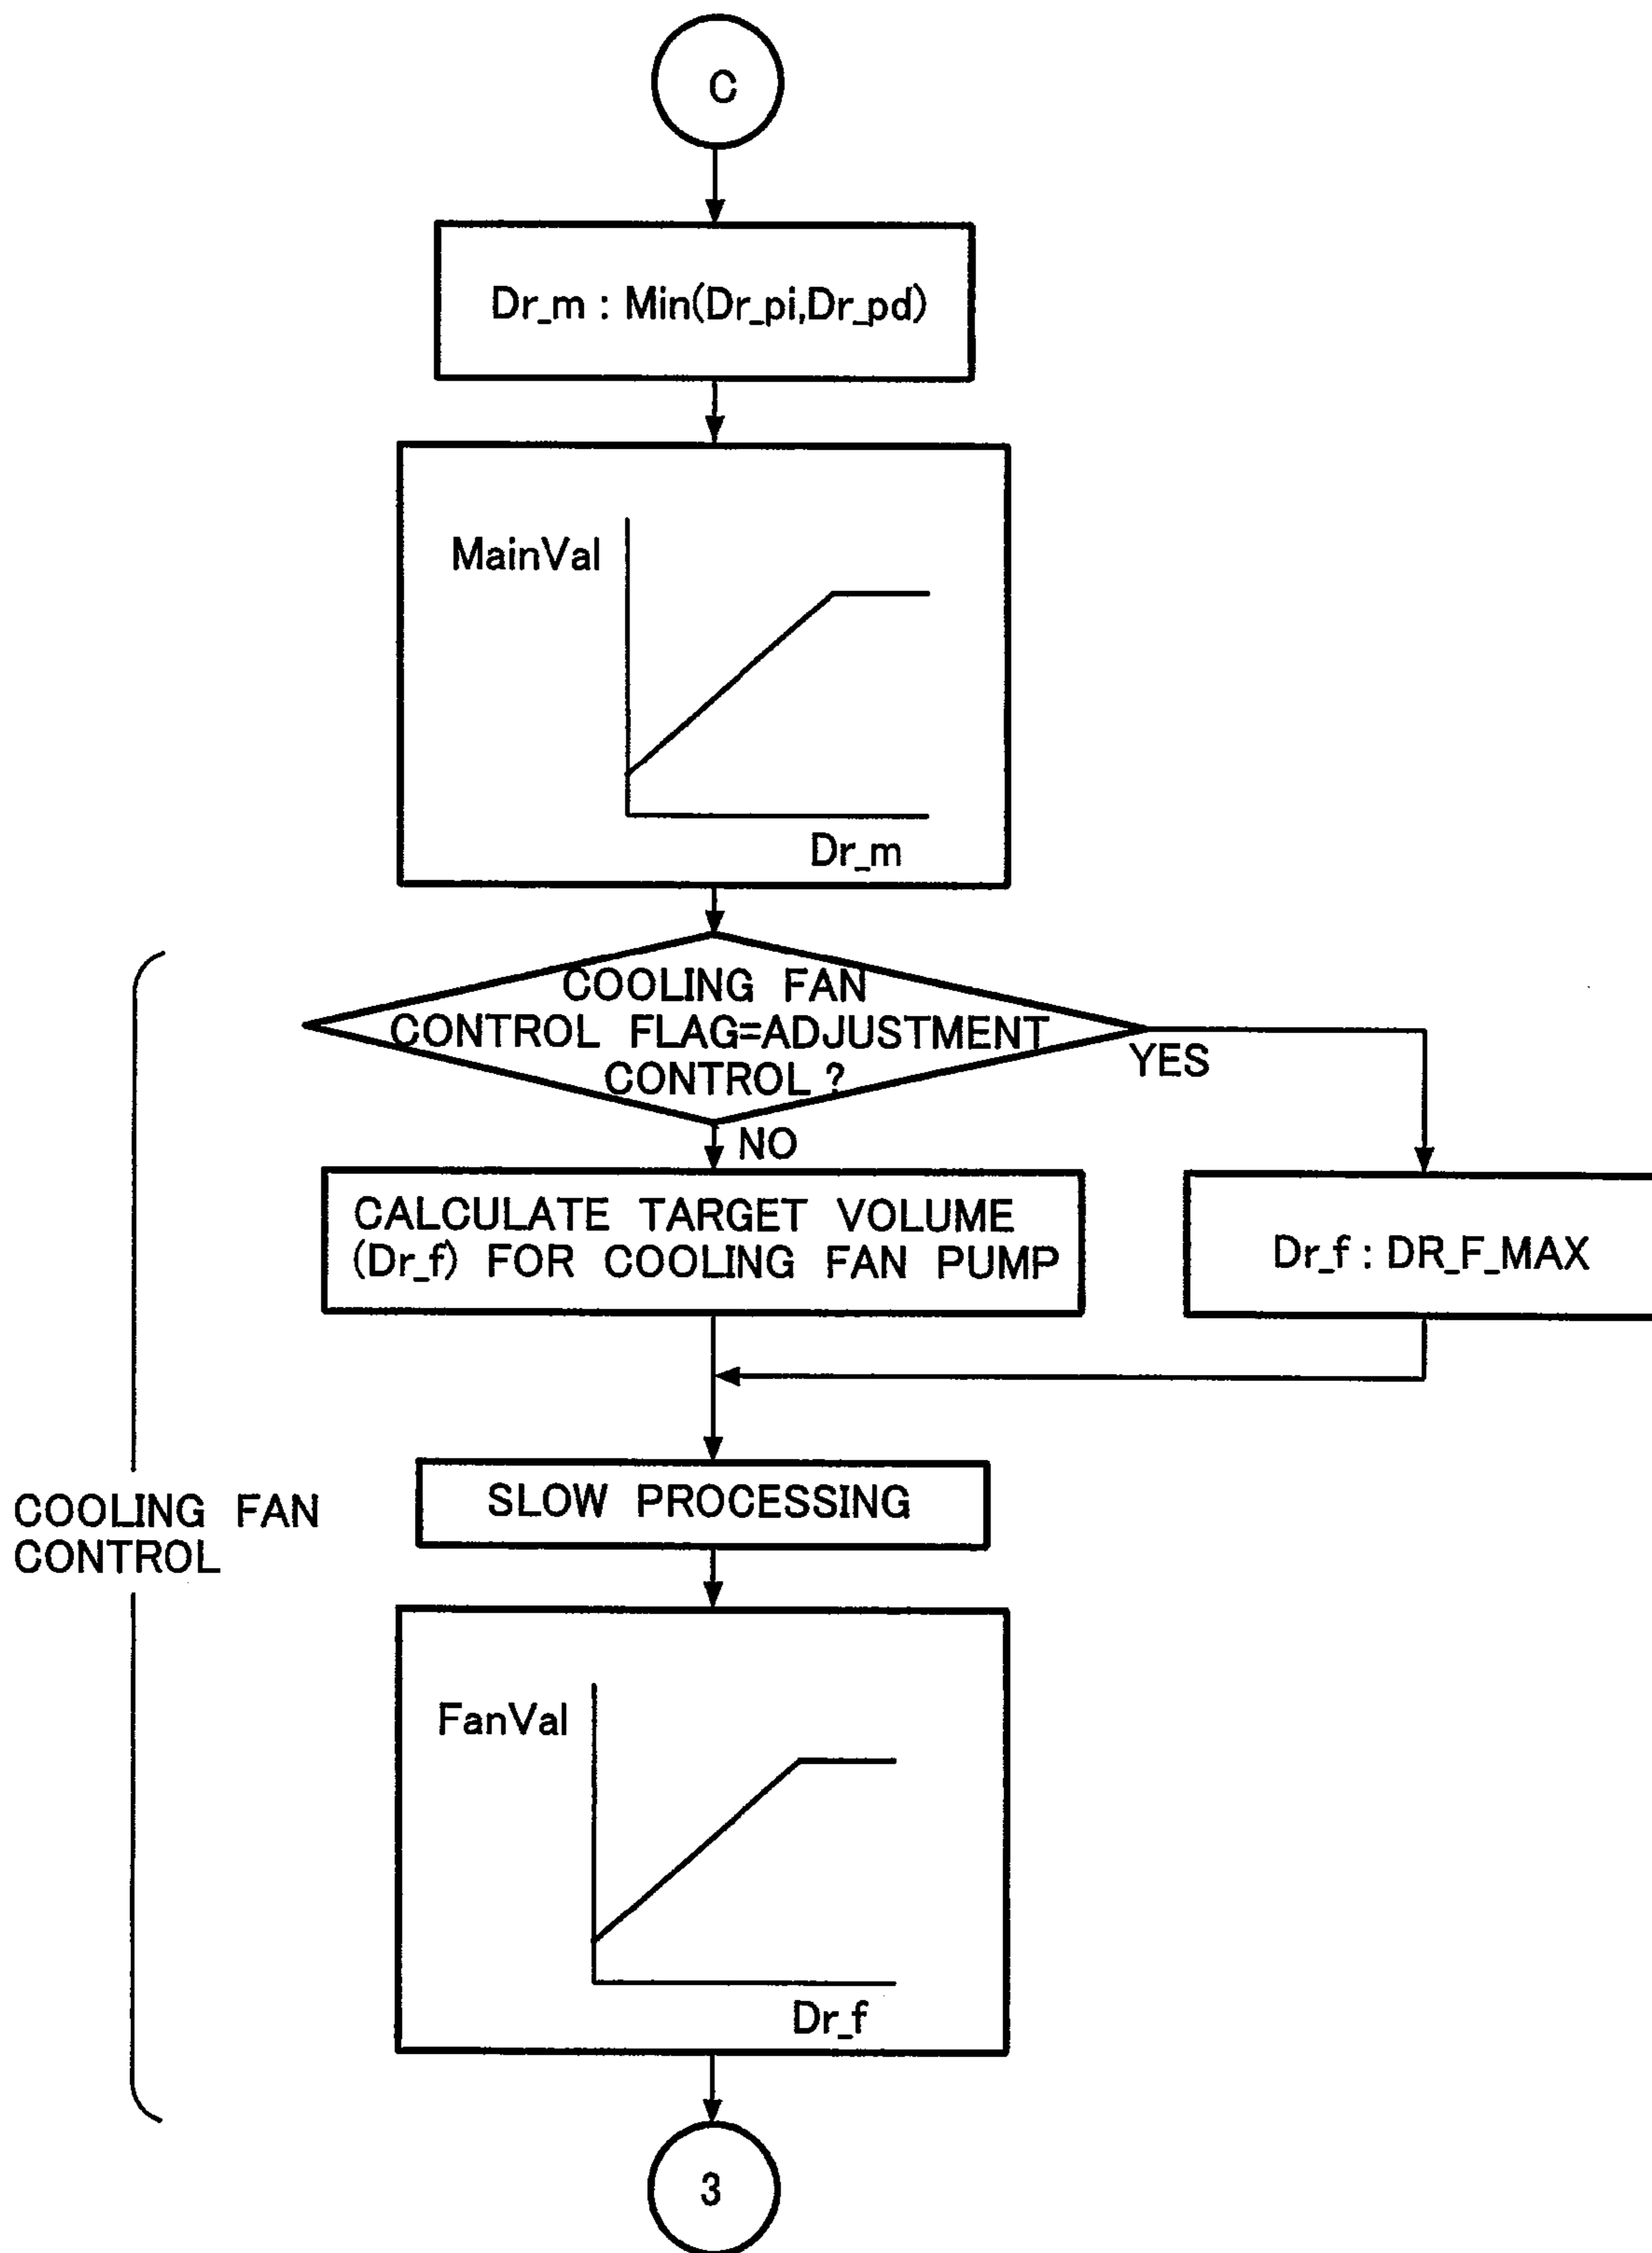 C
Dr_m : Min(Dr_pi,Dr_pd)
MainVal
Dr_m
COOLING FAN
CONTROL FLAG=ADJUSTMENT
CONTROL ?
YES
NO
CALCULATE TARGET VOLUME
(Dr_f) FOR COOLING FAN PUMP
Dr_f : DR_F_MAX
SLOW PROCESSING
COOLING FAN
CONTROL
FanVal
Dr_f
3